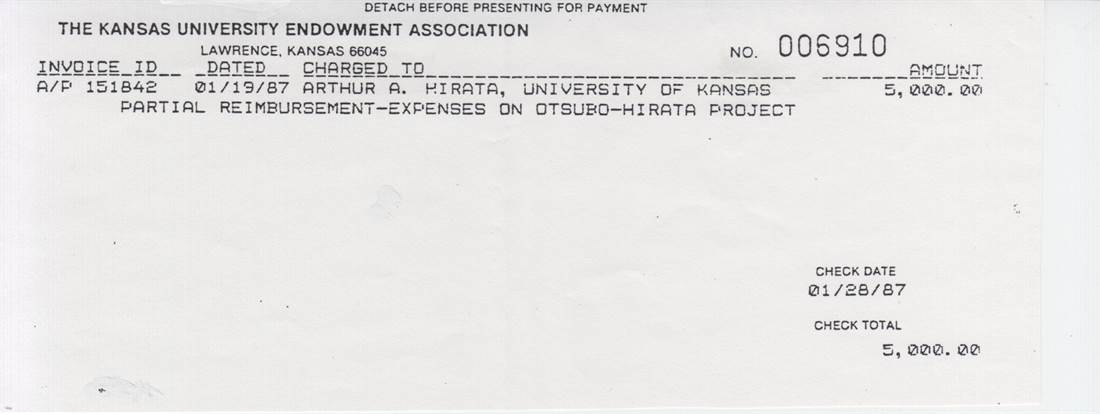 DETACH BEFORE PRESENTING FOR PAYMENT
THE KANSAS UNIVERSITY ENDOWMENT ASSOCIATION
LAWRENCE, KANSAS 66045
NO. 006910
INVOICE ID DATED CHARGED TO AMOUNT
A/P 151842 01/19/87 ARTHUR A. HIRATA, UNIVERSITY OF KANSAS 5,000.00
PARTIAL REIMBURSEMENT-EXPENSES ON OTSUBO-HIRATA PROJECT
CHECK DATE
01/28/87
CHECK TOTAL
5,000.00